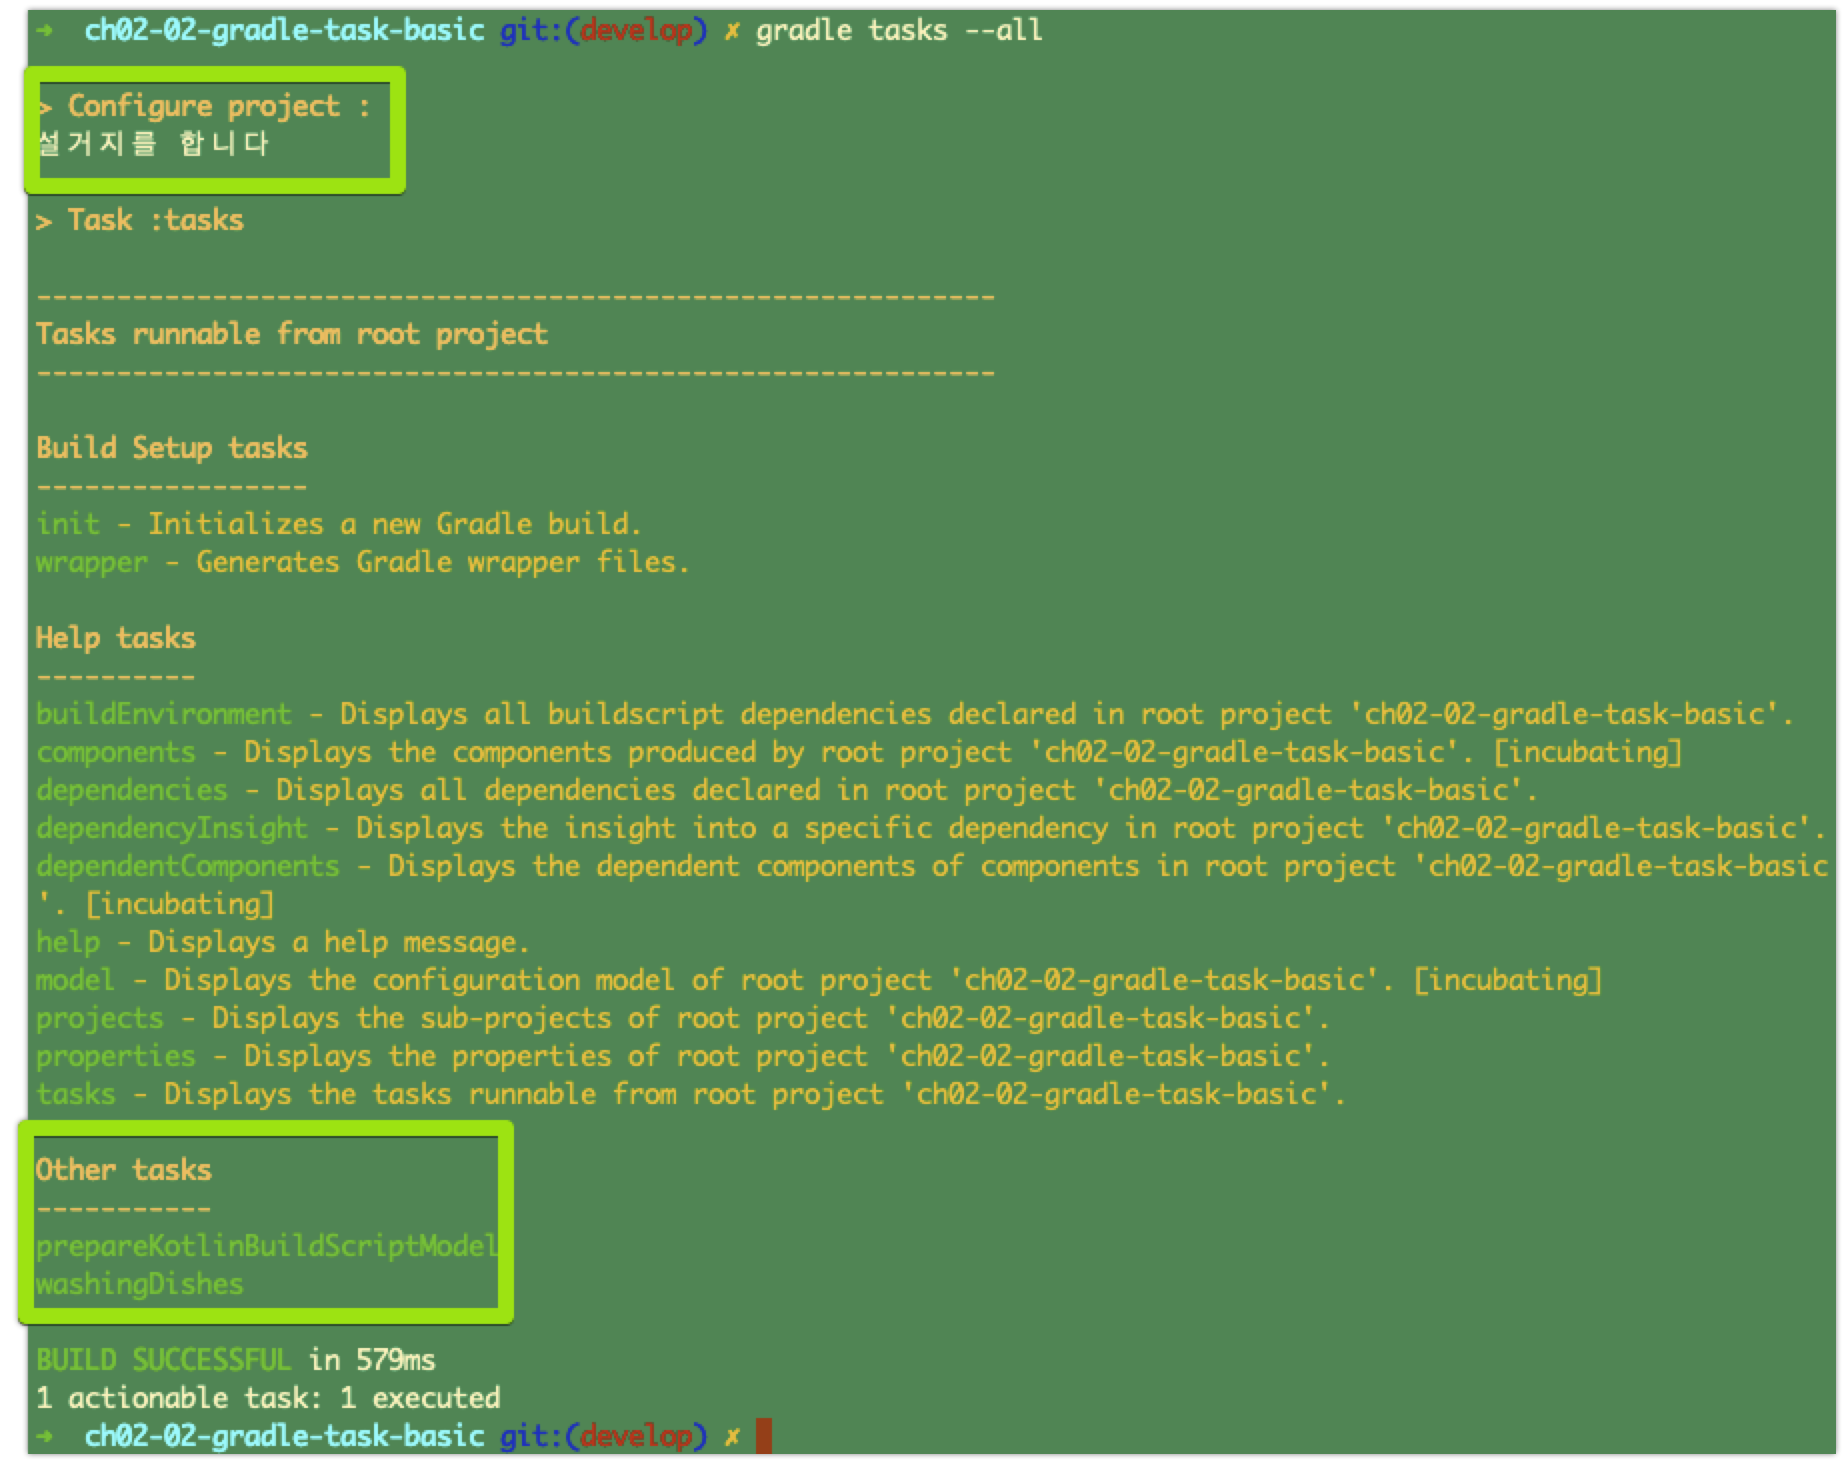 → ch02-02-gradle-task-basic git:(develop) ✗ gradle tasks --all
> Configure project :
설거지를 합니다
> Task :tasks
------------------------------------------------------------
Tasks runnable from root project
------------------------------------------------------------
Build Setup tasks
-----------------
init - Initializes a new Gradle build.
wrapper - Generates Gradle wrapper files.
Help tasks
----------
buildEnvironment - Displays all buildscript dependencies declared in root project 'ch02-02-gradle-task-basic'.
components - Displays the components produced by root project 'ch02-02-gradle-task-basic'. [incubating]
dependencies - Displays all dependencies declared in root project 'ch02-02-gradle-task-basic'.
dependencyInsight - Displays the insight into a specific dependency in root project 'ch02-02-gradle-task-basic'.
dependentComponents - Displays the dependent components of components in root project 'ch02-02-gradle-task-basic
'. [incubating]
help - Displays a help message.
model - Displays the configuration model of root project 'ch02-02-gradle-task-basic'. [incubating]
projects - Displays the sub-projects of root project 'ch02-02-gradle-task-basic'.
properties - Displays the properties of root project 'ch02-02-gradle-task-basic'.
tasks - Displays the tasks runnable from root project 'ch02-02-gradle-task-basic'.
Other tasks
-----------
prepareKotlinBuildScriptModel
washingDishes
BUILD SUCCESSFUL in 579ms
1 actionable task: 1 executed
→ ch02-02-gradle-task-basic git:(develop) ✗